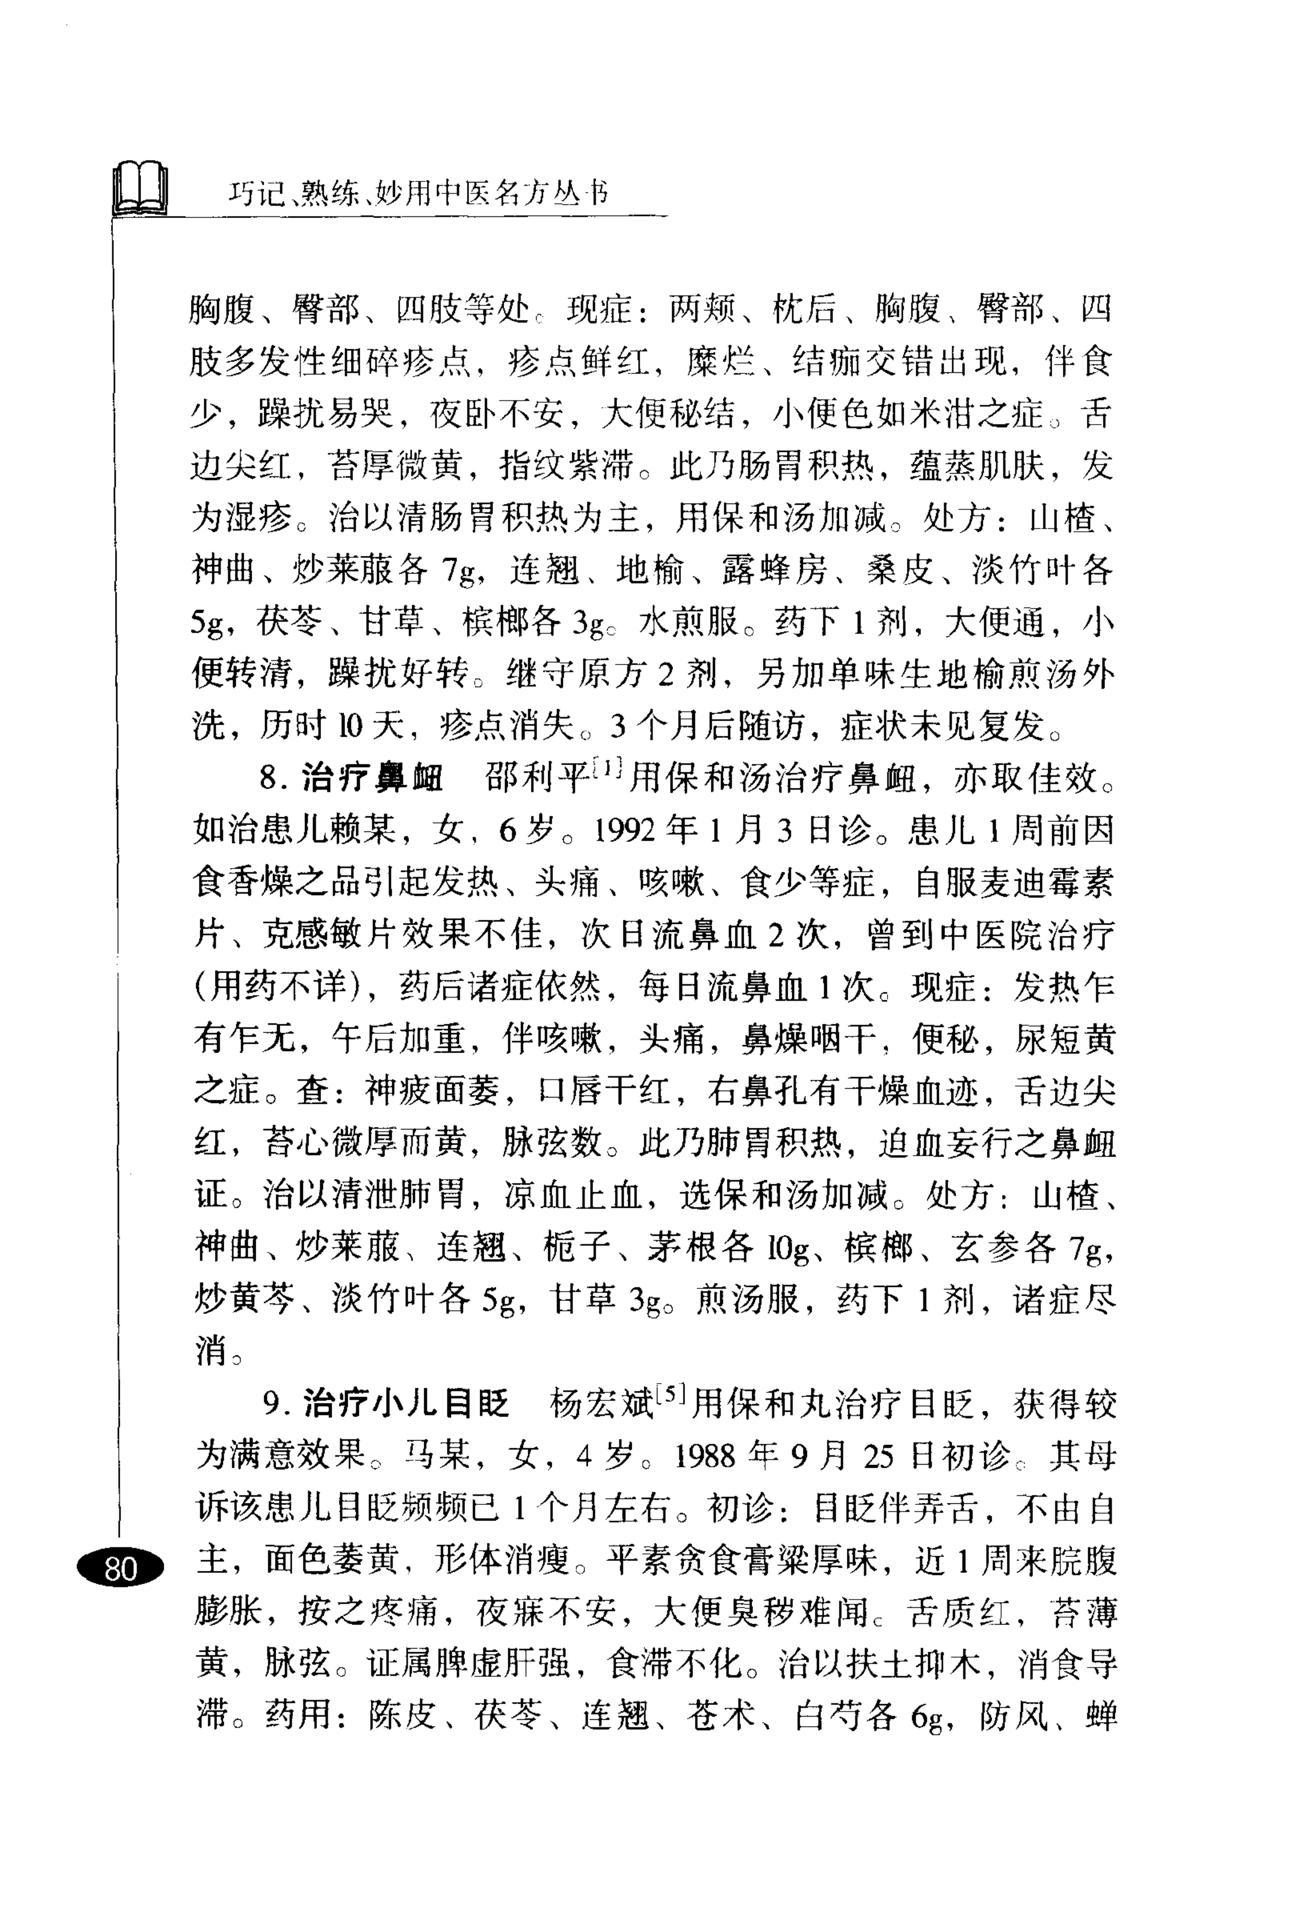 巧记、熟练、妙用中医名方丛书
胸腹、臀部、四肢等处。现症：两颊、枕后、胸腹、臀部、四
肢多发性细碎疹点，疹点鲜红，糜烂、结痂交错出现，伴食
少，躁扰易哭，夜卧不安，大便秘结，小便色如米泔之症。舌
边尖红，苔厚微黄，指纹紫滞。此乃肠胃积热，蕴蒸肌肤，发
为湿疹。治以清肠胃积热为主，用保和汤加减。处方：山楂、
神曲、炒莱菔各 7g，连翘、地榆、露蜂房、桑皮、淡竹叶各
5g，茯苓、甘草、槟榔各 3g。水煎服。药下 1 剂，大便通，小
便转清，躁扰好转。继守原方 2 剂，另加单味生地榆煎汤外
洗，历时 10 天，疹点消失。3 个月后随访，症状未见复发。
8. 治疗鼻衄　邵利平[1]用保和汤治疗鼻衄，亦取佳效。
如治患儿赖某，女，6 岁。1992 年 1 月 3 日诊。患儿 1 周前因
食香燥之品引起发热、头痛、咳嗽、食少等症，自服麦迪霉素
片、克感敏片效果不佳，次日流鼻血 2 次，曾到中医院治疗
（用药不详），药后诸症依然，每日流鼻血 1 次。现症：发热乍
有乍无，午后加重，伴咳嗽，头痛，鼻燥咽干，便秘，尿短黄
之症。查：神疲面萎，口唇干红，右鼻孔有干燥血迹，舌边尖
红，苔心微厚而黄，脉弦数。此乃肺胃积热，迫血妄行之鼻衄
证。治以清泄肺胃，凉血止血，选保和汤加减。处方：山楂、
神曲、炒莱菔、连翘、栀子、茅根各 10g、槟榔、玄参各 7g，
炒黄芩、淡竹叶各 5g，甘草 3g。煎汤服，药下 1 剂，诸症尽
消。
9. 治疗小儿目眨　杨宏斌[5]用保和丸治疗目眨，获得较
为满意效果。马某，女，4 岁。1988 年 9 月 25 日初诊。其母
诉该患儿目眨频频已 1 个月左右。初诊：目眨伴弄舌，不由自
主，面色萎黄，形体消瘦。平素贪食膏粱厚味，近 1 周来脘腹
膨胀，按之疼痛，夜寐不安，大便臭秽难闻。舌质红，苔薄
黄，脉弦。证属脾虚肝强，食滞不化。治以扶土抑木，消食导
滞。药用：陈皮、茯苓、连翘、苍术、白芍各 6g，防风、蝉
80